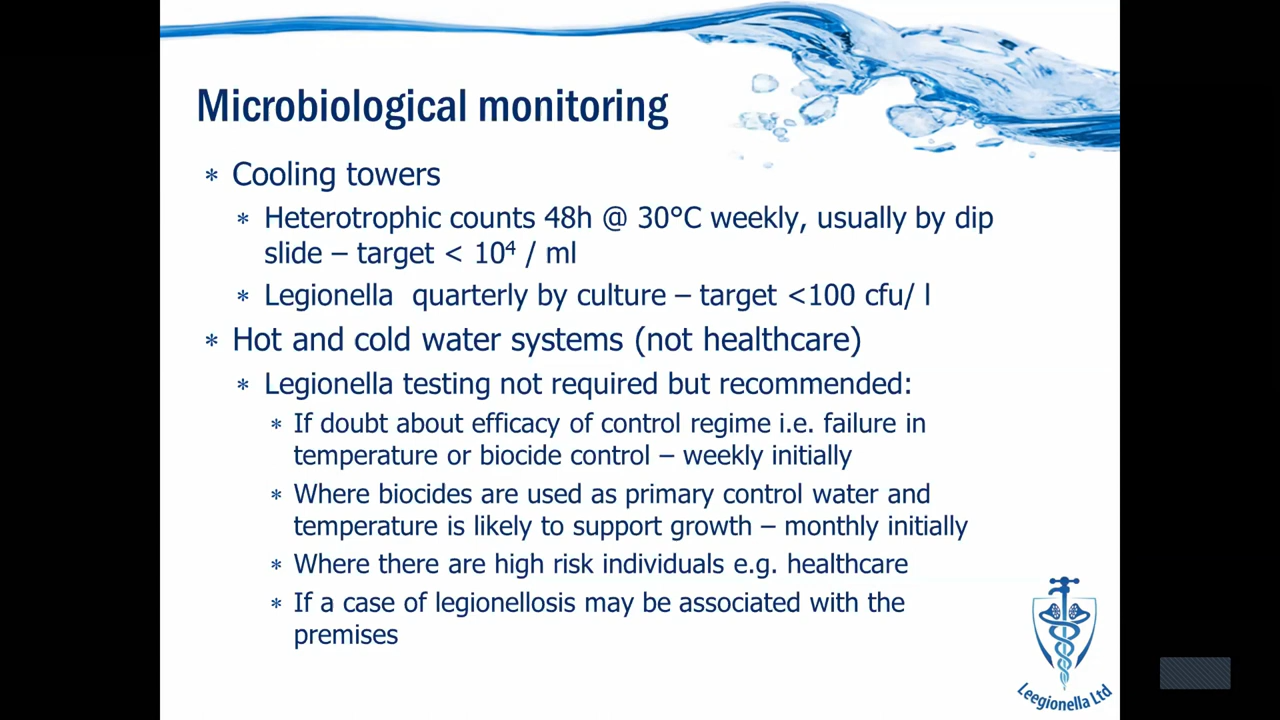 Microbiological monitoring
* Cooling towers
* Heterotrophic counts 48h @ 30°C weekly, usually by dip
slide – target < 10⁴ / ml
* Legionella  quarterly by culture – target <100 cfu/ l
* Hot and cold water systems (not healthcare)
* Legionella testing not required but recommended:
* If doubt about efficacy of control regime i.e. failure in
temperature or biocide control – weekly initially
* Where biocides are used as primary control water and
temperature is likely to support growth – monthly initially
* Where there are high risk individuals e.g. healthcare
* If a case of legionellosis may be associated with the
premises
Leegionella Ltd